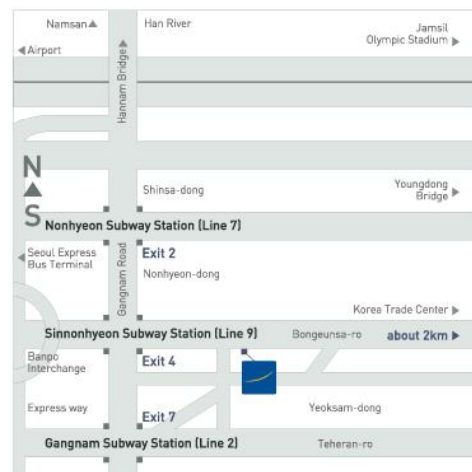 Namsan▲
Han River
Jamsil
Olympic Stadium ▶
◀Airport
Hannam Bridge▶
N
▲
S
Shinsa-dong
Youngdong
Bridge ▶
Nonhyeon Subway Station (Line 7)
Seoul Express
◀Bus Terminal
Gangnam Road
Exit 2
Nonhyeon-dong
Korea Trade Center ▶
Sinnonhyeon Subway Station (Line 9)
Bongeunsa-ro
about 2km ▶
Banpo
Interchange
Exit 4
Express way
Exit 7
Yeoksam-dong
Gangnam Subway Station (Line 2)
Teheran-ro